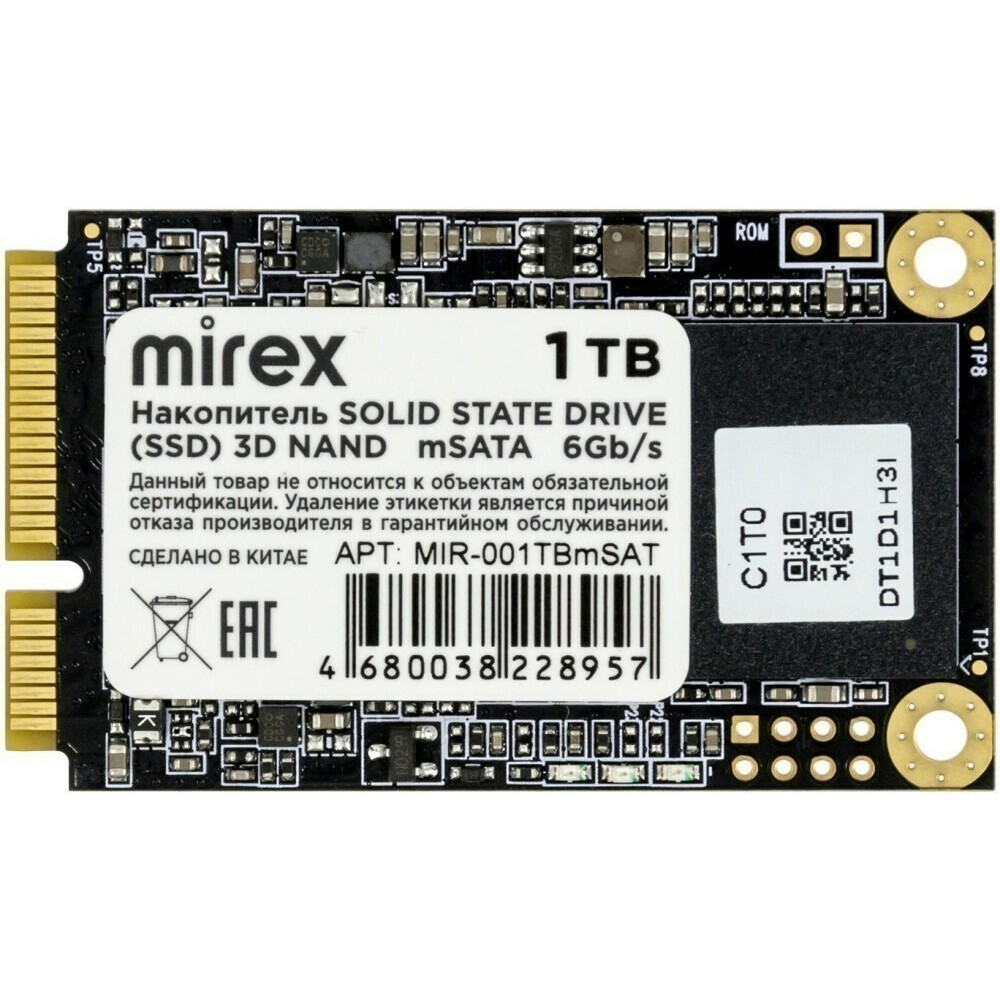 TP5
ROM
TP8
mirex
1 TB
Накопитель SOLID STATE DRIVE
(SSD) 3D NAND mSATA 6Gb/s
Данный товар не относится к объектам обязательной
сертификации. Удаление этикетки является причиной
отказа производителя в гарантийном обслуживании.
СДЕЛАНО В КИТАЕ АРТ: MIR-001TBmSAT
EAC
4 680038 228957
C1T0
DT1D1H3I
TP1
K